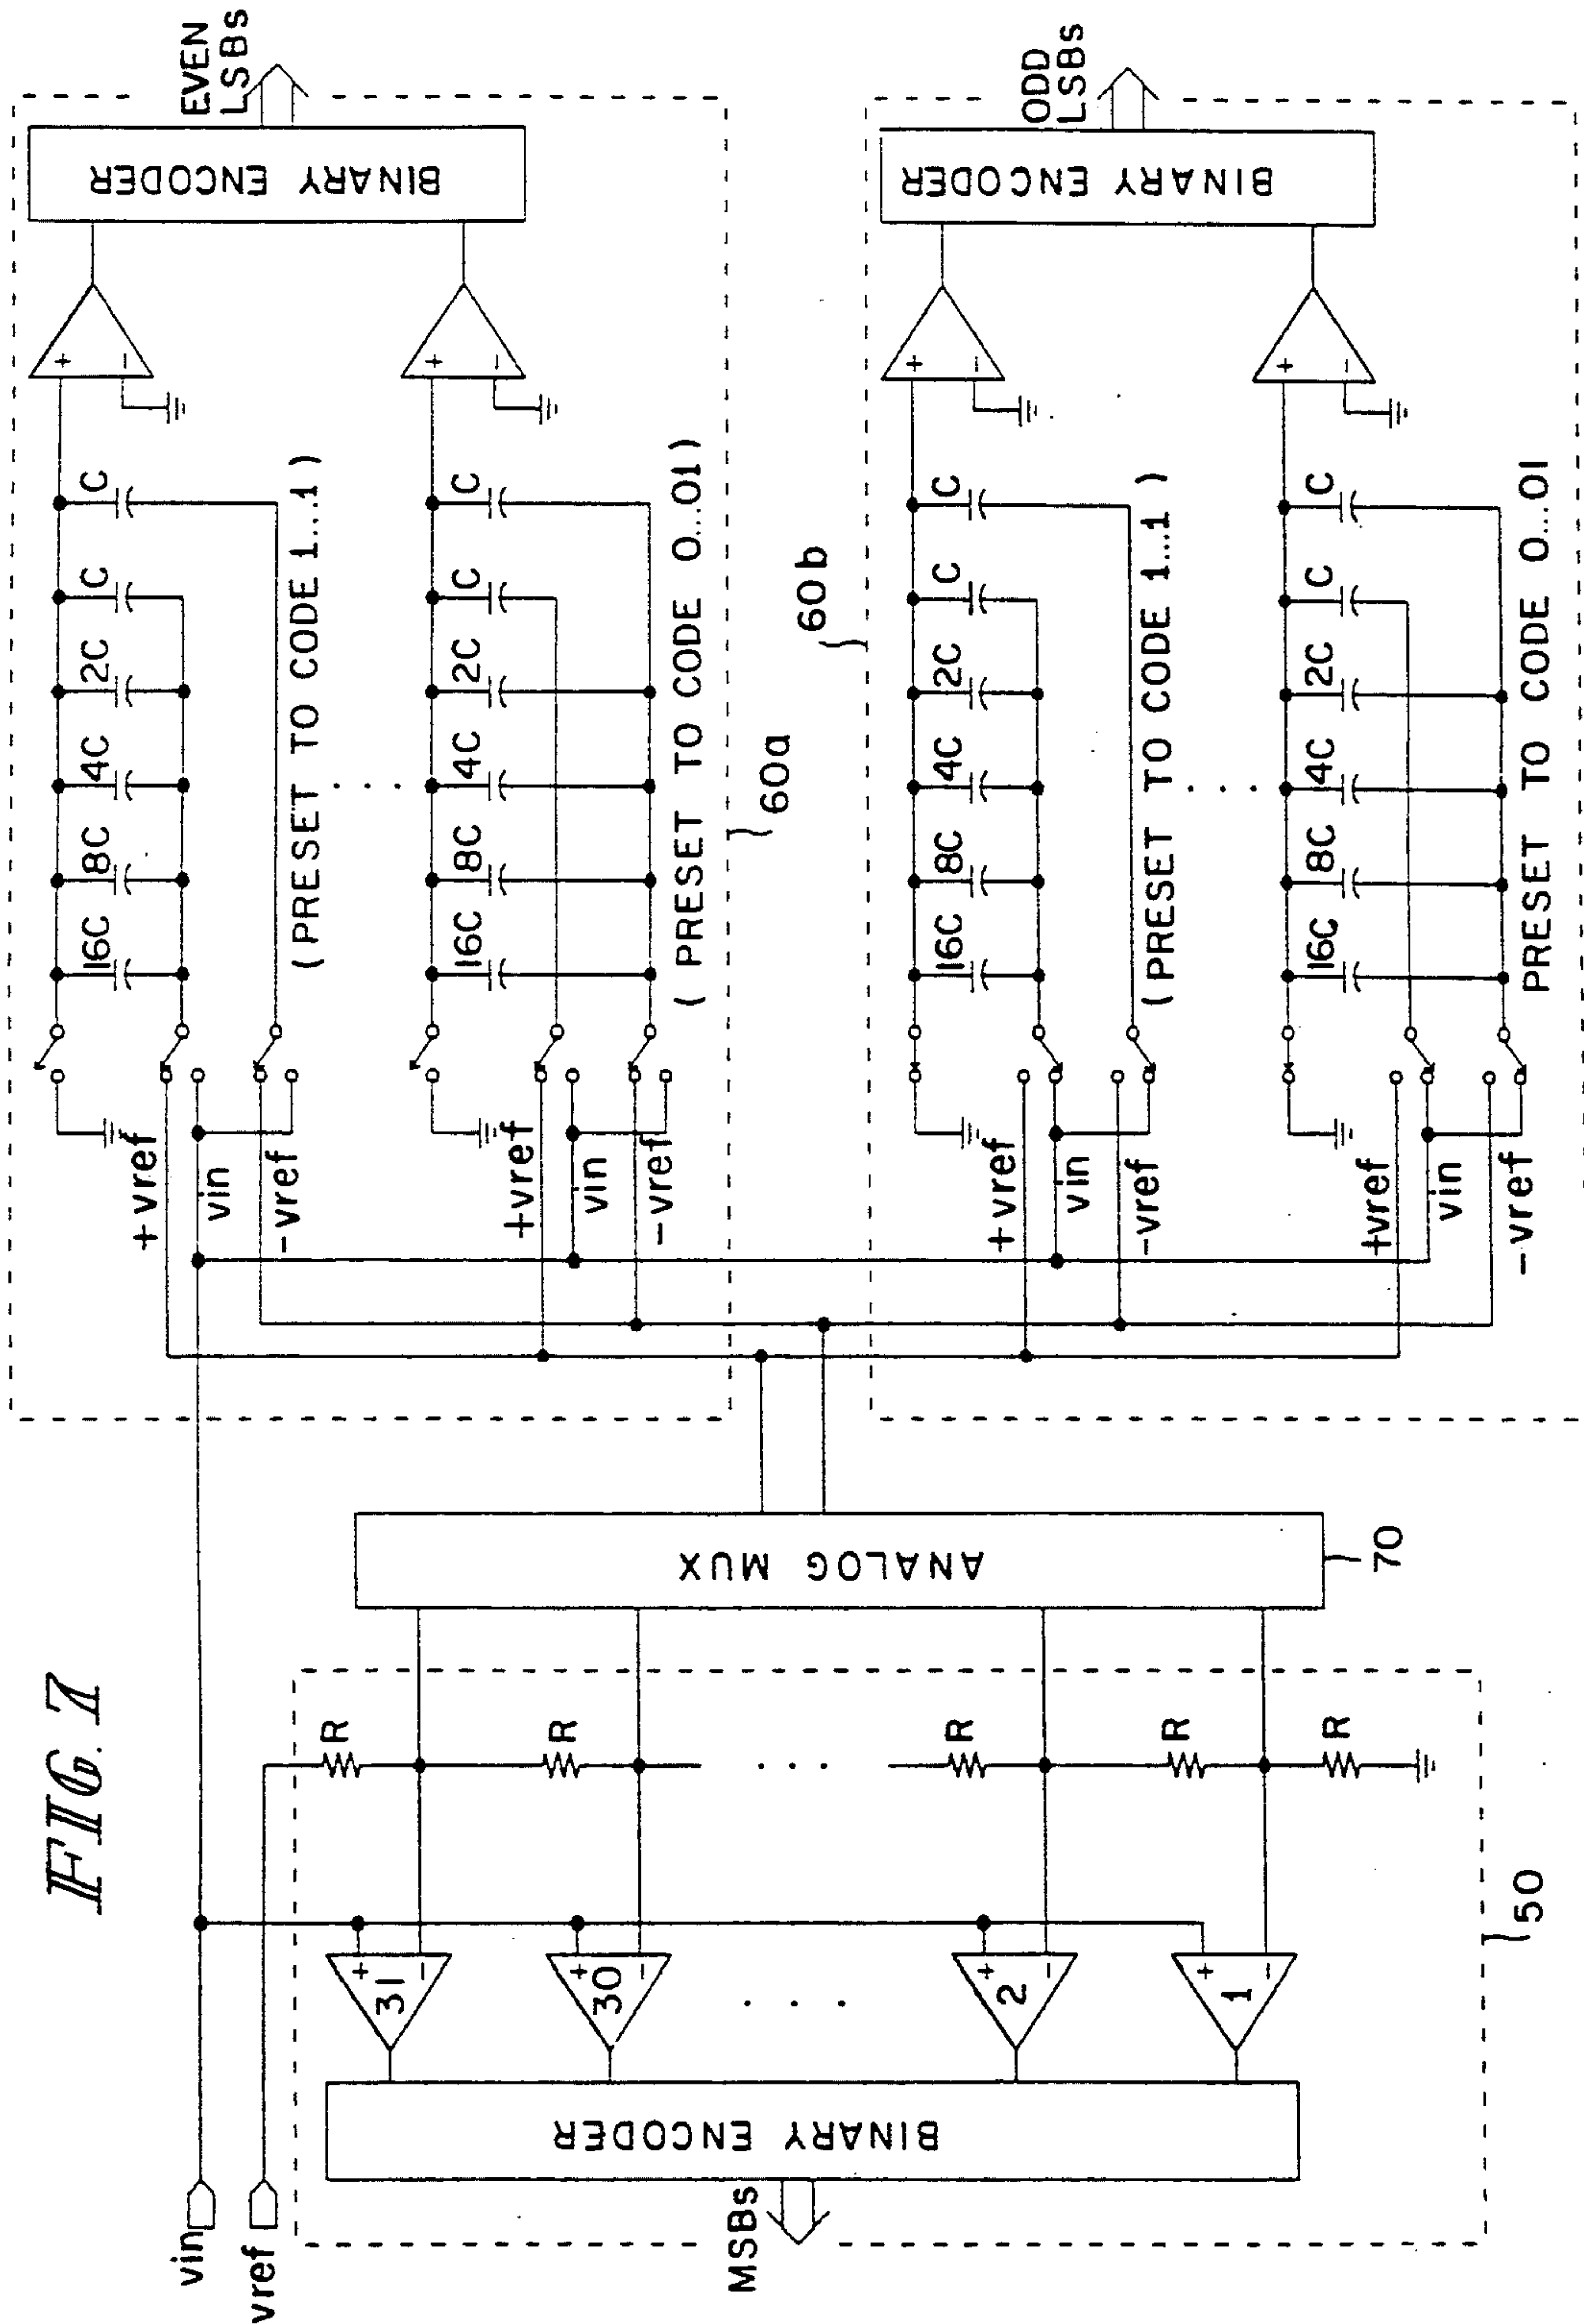 FIG. 7
vin
vref
MSBs
BINARY ENCODER
31
+
−
30
+
−
. . .
2
+
−
1
+
−
R
R
. . .
R
R
R
50
ANALOG MUX
70
+vref
vin
-vref
16C
8C
4C
2C
C
C
(PRESET TO CODE 1...1)
+
−
. . .
+vref
vin
-vref
16C
8C
4C
2C
C
C
(PRESET TO CODE 0...01)
+
−
BINARY ENCODER
EVEN
LSBs
60a
60b
+vref
vin
-vref
16C
8C
4C
2C
C
C
(PRESET TO CODE 1...1)
+
−
. . .
+vref
vin
-vref
16C
8C
4C
2C
C
C
PRESET TO CODE 0...01
+
−
BINARY ENCODER
ODD
LSBs